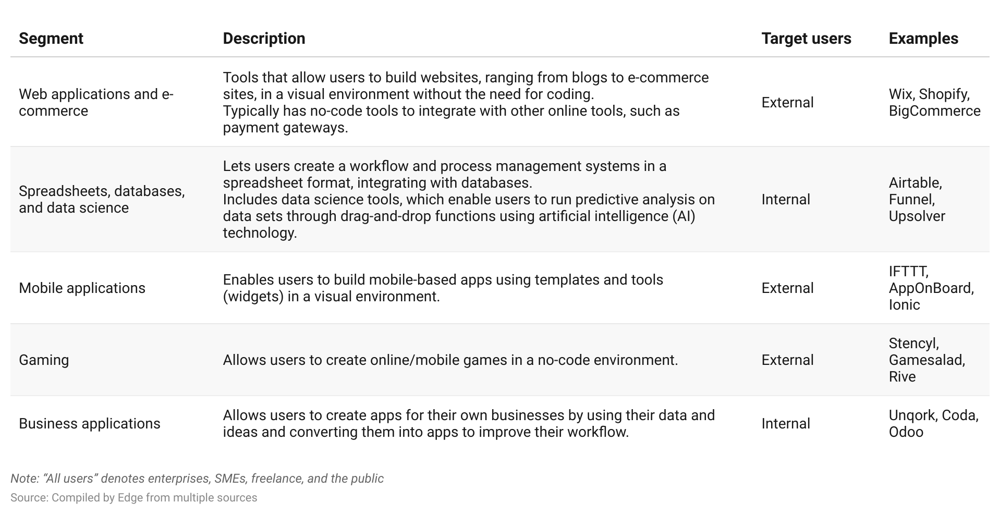 Segment Description Target users Examples
Web applications and e-
commerce
Tools that allow users to build websites, ranging from blogs to e-commerce
sites, in a visual environment without the need for coding.
Typically has no-code tools to integrate with other online tools, such as
payment gateways.
External
Wix, Shopify,
BigCommerce
Spreadsheets, databases,
and data science
Lets users create a workflow and process management systems in a
spreadsheet format, integrating with databases.
Includes data science tools, which enable users to run predictive analysis on
data sets through drag-and-drop functions using artificial intelligence (AI)
technology.
Internal
Airtable,
Funnel,
Upsolver
Mobile applications
Enables users to build mobile-based apps using templates and tools
(widgets) in a visual environment.
External
IFTTT,
AppOnBoard,
Ionic
Gaming
Allows users to create online/mobile games in a no-code environment.
External
Stencyl,
Gamesalad,
Rive
Business applications
Allows users to create apps for their own businesses by using their data and
ideas and converting them into apps to improve their workflow.
Internal
Unqork, Coda,
Odoo
Note: “All users” denotes enterprises, SMEs, freelance, and the public
Source: Compiled by Edge from multiple sources